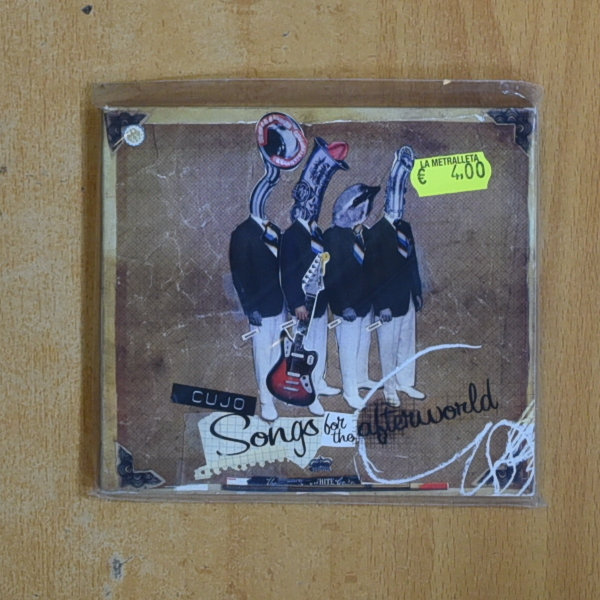 LA METRALLETA
€ 4,00
CUJO
Songs for the afterworld